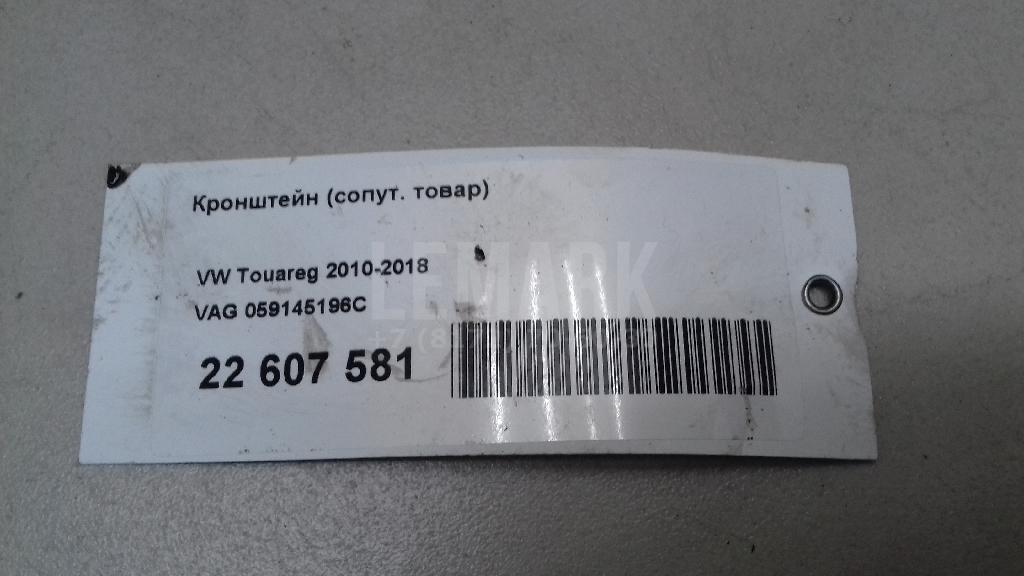 Кронштейн (сопут. товар)
VW Touareg 2010-2018
LEMARK
VAG 059145196C
22 607 581